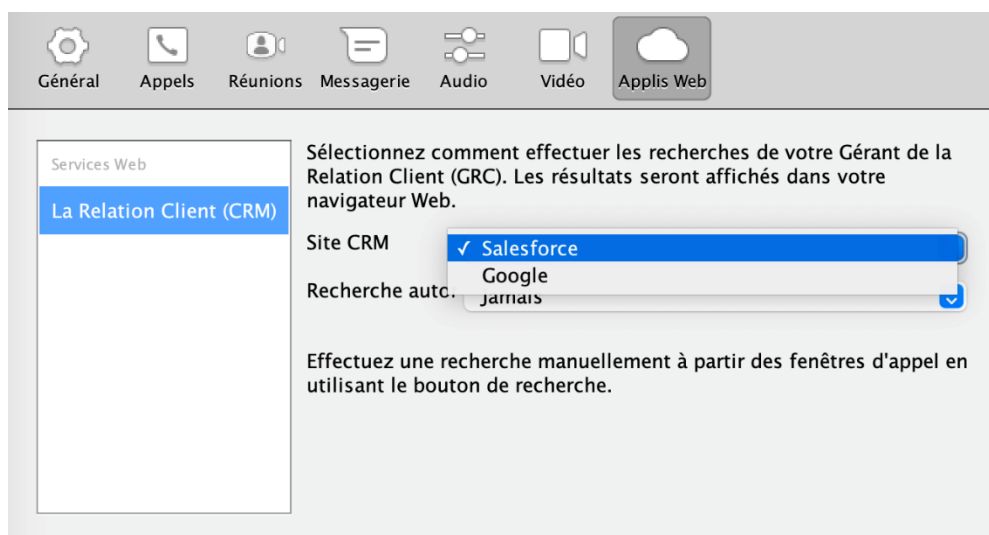 Général Appels Réunions Messagerie Audio Vidéo Applis Web
Services Web
La Relation Client (CRM)
Sélectionnez comment effectuer les recherches de votre Gérant de la
Relation Client (GRC). Les résultats seront affichés dans votre
navigateur Web.
Site CRM
✓ Salesforce
Google
Recherche auto.
Jamais
Effectuez une recherche manuellement à partir des fenêtres d'appel en
utilisant le bouton de recherche.